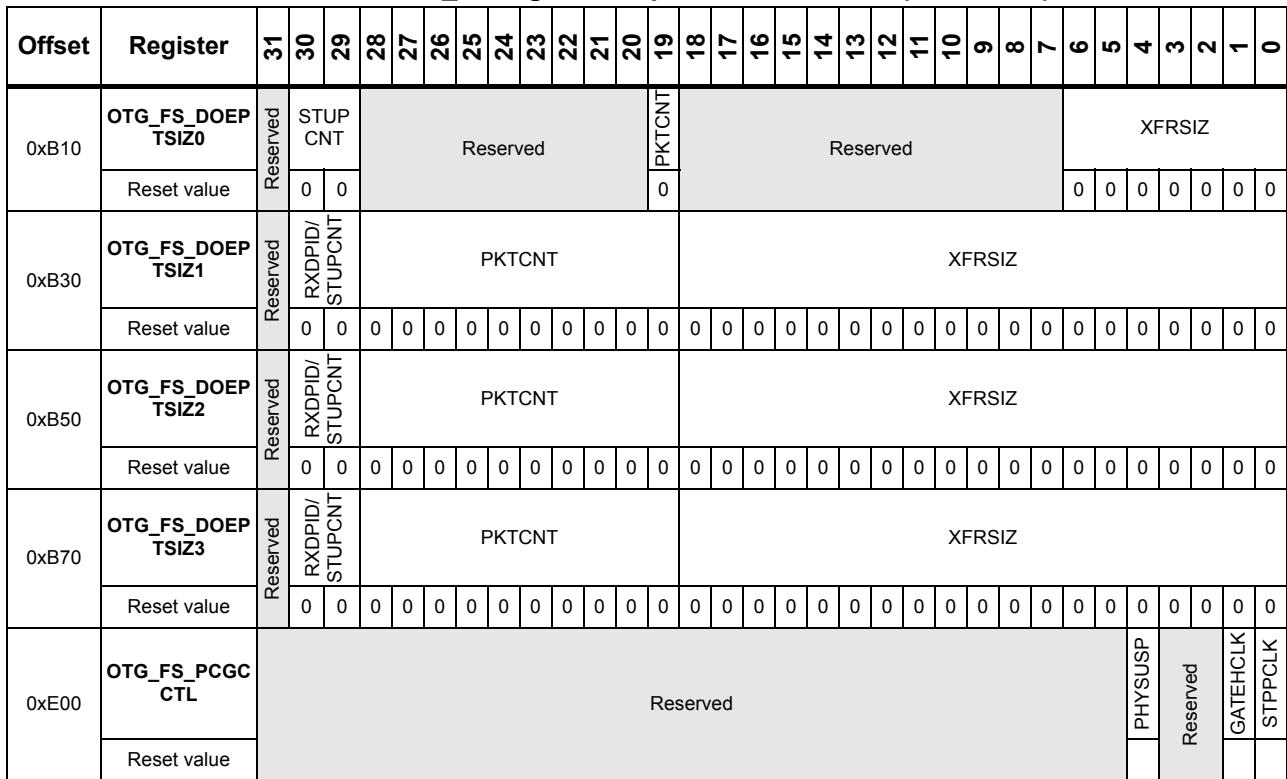 Offset Register 31 30 29 28 27 26 25 24 23 22 21 20 19 18 17 16 15 14 13 12 11 10 9 8 7 6 5 4 3 2 1 0
0xB10
OTG_FS_DOEP
TSIZ0
Reserved
STUP
CNT
Reserved
PKTCNT
Reserved
XFRSIZ
Reset value 0 0 0 0 0 0 0 0 0 0
0xB30
OTG_FS_DOEP
TSIZ1
Reserved
RXDPID/
STUPCNT
PKTCNT
XFRSIZ
Reset value 0 0 0 0 0 0 0 0 0 0 0 0 0 0 0 0 0 0 0 0 0 0 0 0 0 0 0 0 0 0 0
0xB50
OTG_FS_DOEP
TSIZ2
Reserved
RXDPID/
STUPCNT
PKTCNT
XFRSIZ
Reset value 0 0 0 0 0 0 0 0 0 0 0 0 0 0 0 0 0 0 0 0 0 0 0 0 0 0 0 0 0 0 0
0xB70
OTG_FS_DOEP
TSIZ3
Reserved
RXDPID/
STUPCNT
PKTCNT
XFRSIZ
Reset value 0 0 0 0 0 0 0 0 0 0 0 0 0 0 0 0 0 0 0 0 0 0 0 0 0 0 0 0 0 0 0
0xE00
OTG_FS_PCGC
CTL
Reserved
PHYSUSP
Reserved
GATEHCLK
STPPCLK
Reset value